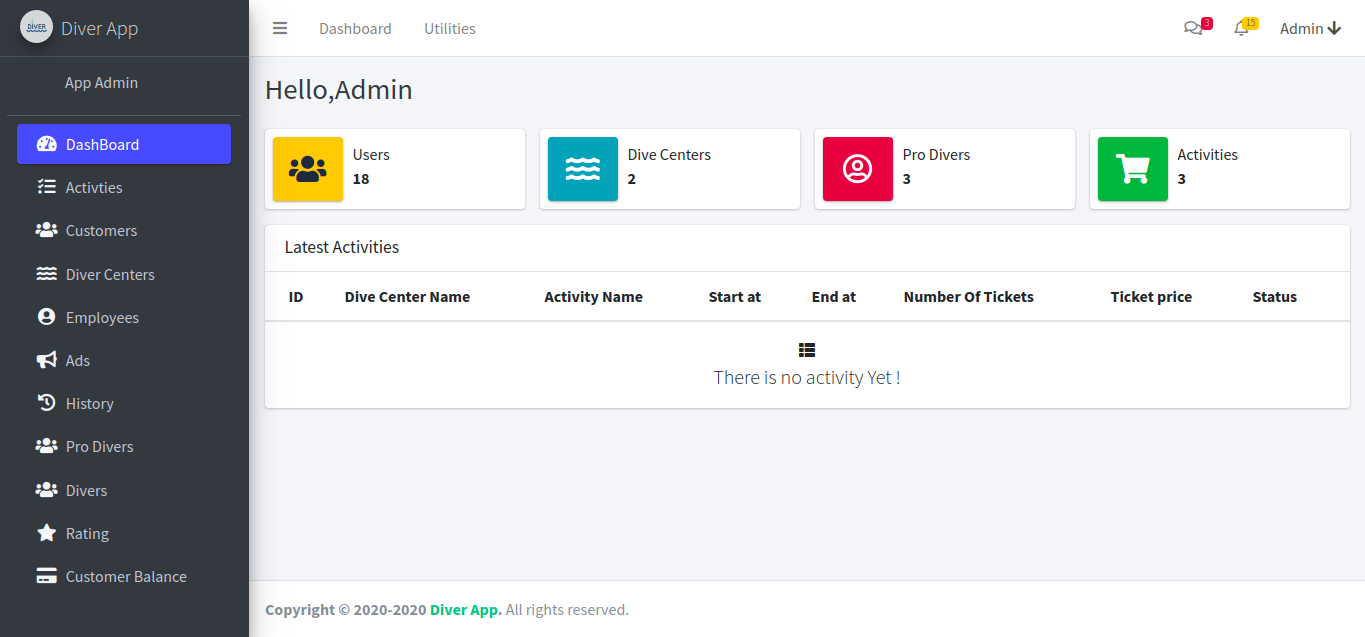 DIVER
Diver App
App Admin
DashBoard
Activties
Customers
Diver Centers
Employees
Ads
History
Pro Divers
Divers
Rating
Customer Balance
Dashboard Utilities 3 15 Admin
Hello,Admin
Users
18
Dive Centers
2
Pro Divers
3
Activities
3
Latest Activities
ID Dive Center Name Activity Name Start at End at Number Of Tickets Ticket price Status
There is no activity Yet !
Copyright © 2020-2020 Diver App. All rights reserved.